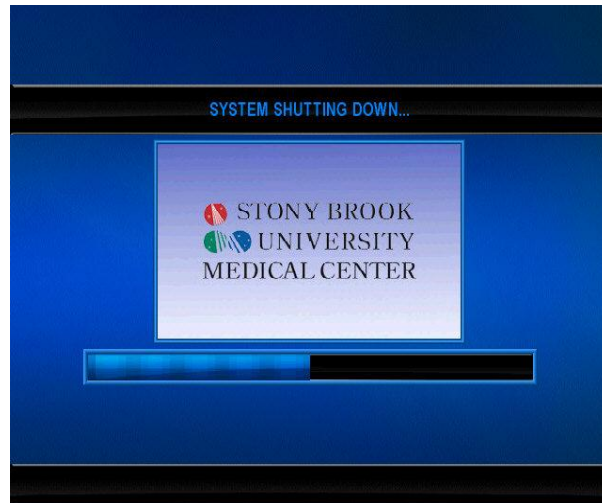 SYSTEM SHUTTING DOWN...
STONY BROOK
UNIVERSITY
MEDICAL CENTER